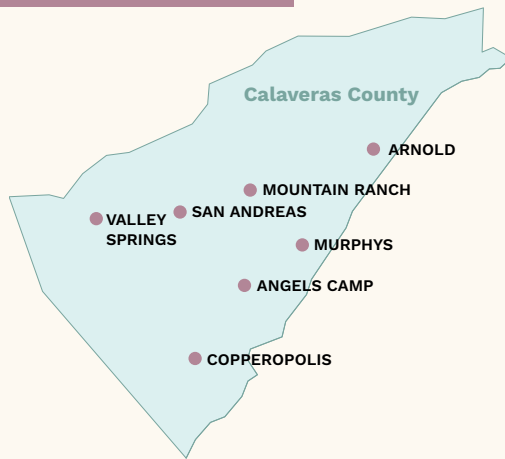 Calaveras County
ARNOLD
MOUNTAIN RANCH
SAN ANDREAS
VALLEY
SPRINGS
MURPHYS
ANGELS CAMP
COPPEROPOLIS